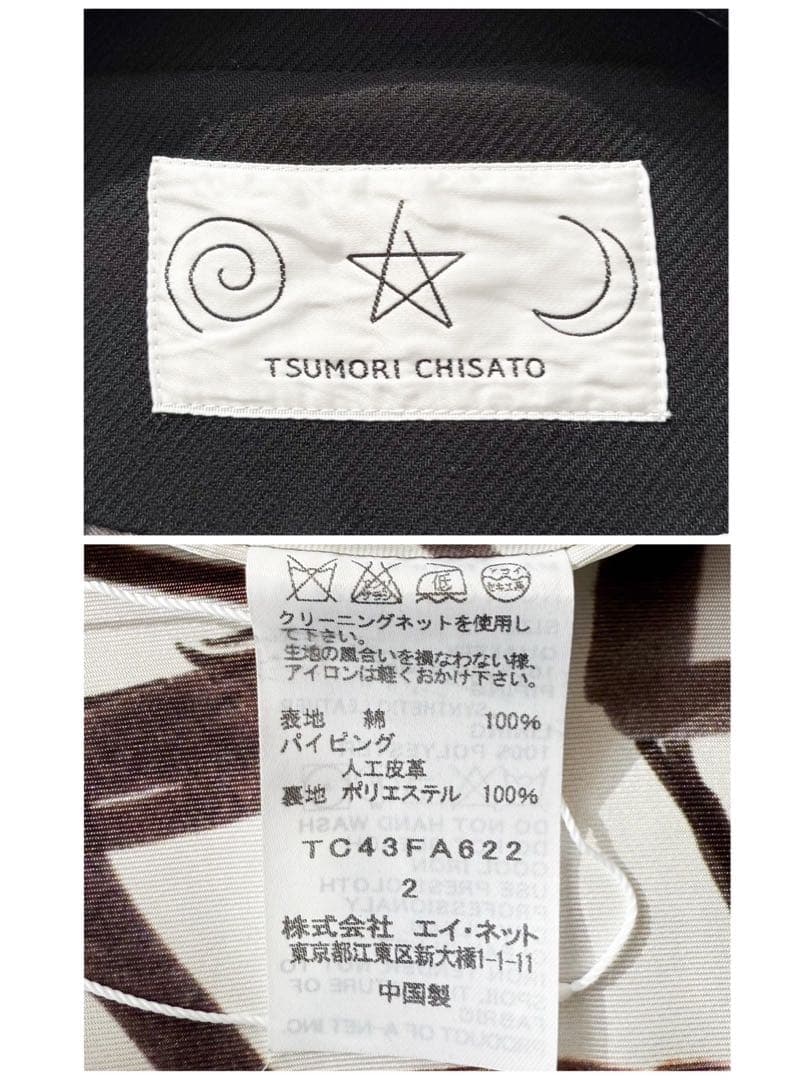 TSUMORI CHISATO
低
クリーニングネットを使用し
て下さい。
生地の風合いを損なわない様、
アイロンは軽くおかけ下さい。
表地 綿 100%
パイピング
人工皮革
裏地 ポリエステル 100%
TC43FA622
2
株式会社 エイ・ネット
東京都江東区新大橋1-1-11
中国製